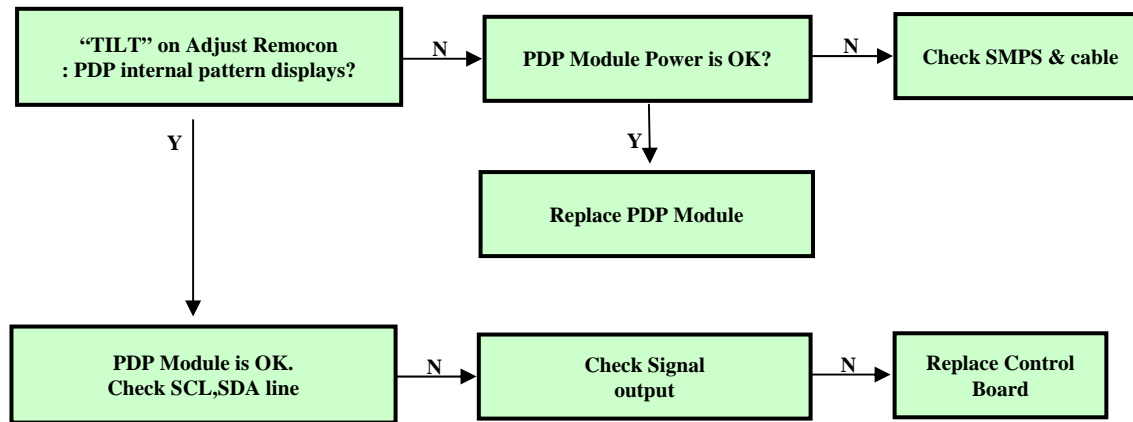 “TILT” on Adjust Remocon
: PDP internal pattern displays?
N
PDP Module Power is OK?
N
Check SMPS & cable
Y
Y
Replace PDP Module
PDP Module is OK.
Check SCL,SDA line
N
Check Signal
output
N
Replace Control
Board